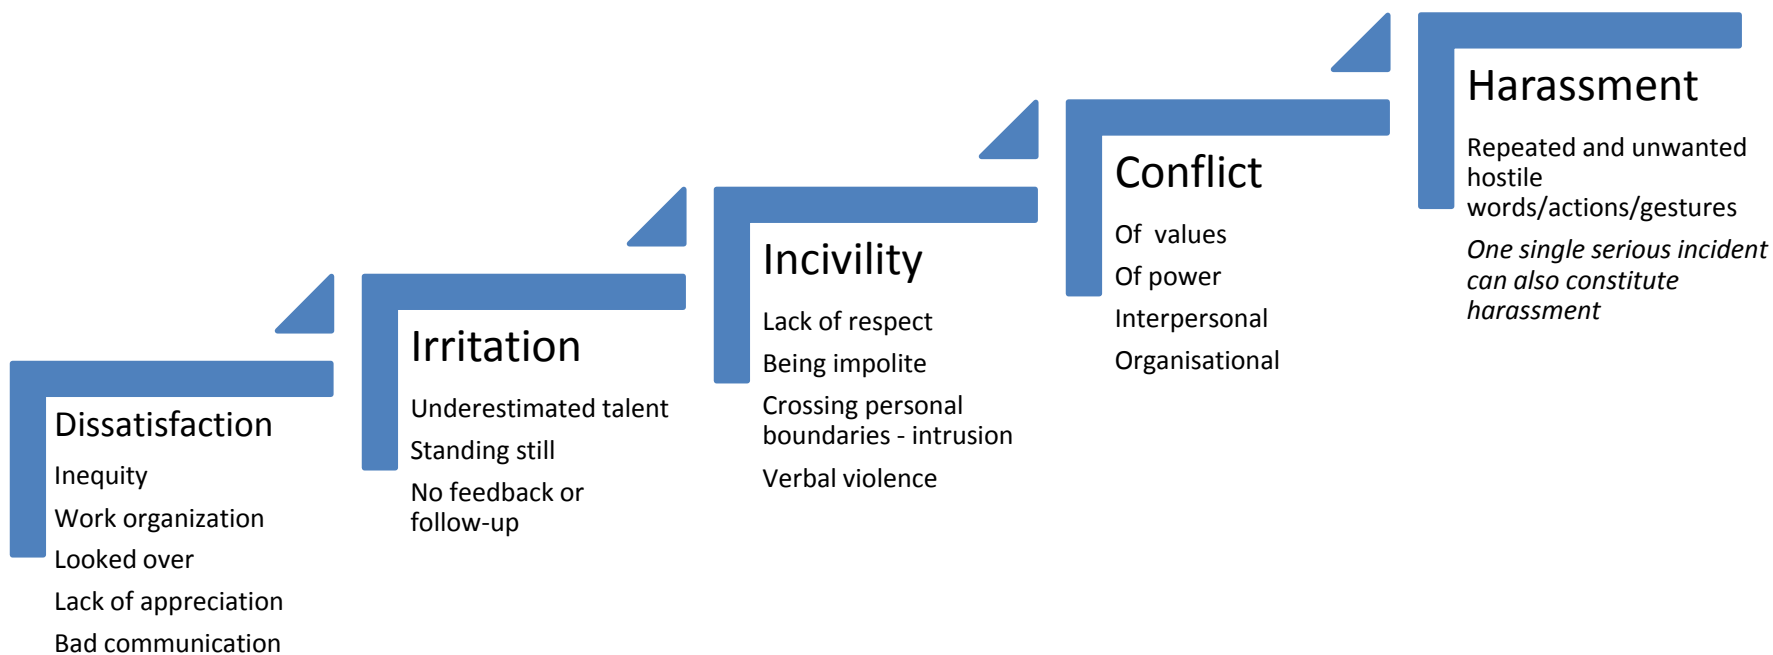 Dissatisfaction
Inequity
Work organization
Looked over
Lack of appreciation
Bad communication
Irritation
Underestimated talent
Standing still
No feedback or
follow-up
Incivility
Lack of respect
Being impolite
Crossing personal
boundaries - intrusion
Verbal violence
Conflict
Of values
Of power
Interpersonal
Organisational
Harassment
Repeated and unwanted
hostile
words/actions/gestures
One single serious incident
can also constitute
harassment